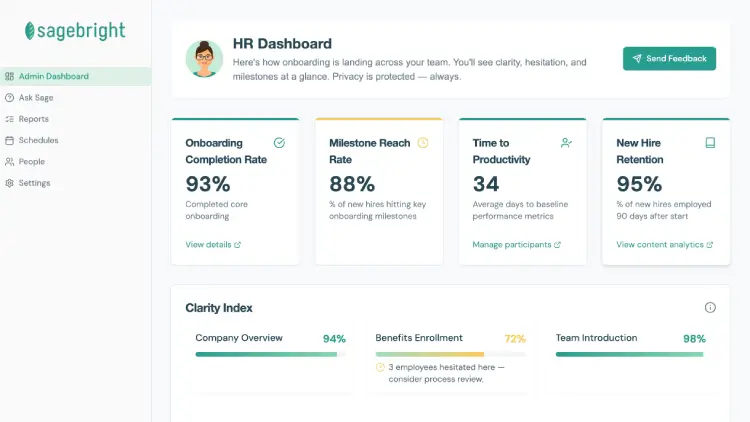 sagebright
Admin Dashboard
Ask Sage
Reports
Schedules
People
Settings
HR Dashboard
Here's how onboarding is landing across your team. You'll see clarity, hesitation, and
milestones at a glance. Privacy is protected — always.
Send Feedback
Onboarding
Completion Rate
93%
Completed core
onboarding
View details
Milestone Reach
Rate
88%
% of new hires hitting key
onboarding milestones
Time to
Productivity
34
Average days to baseline
performance metrics
Manage participants
New Hire
Retention
95%
% of new hires employed
90 days after start
View content analytics
Clarity Index
Company Overview 94%
Benefits Enrollment 72%
3 employees hesitated here —
consider process review.
Team Introduction 98%